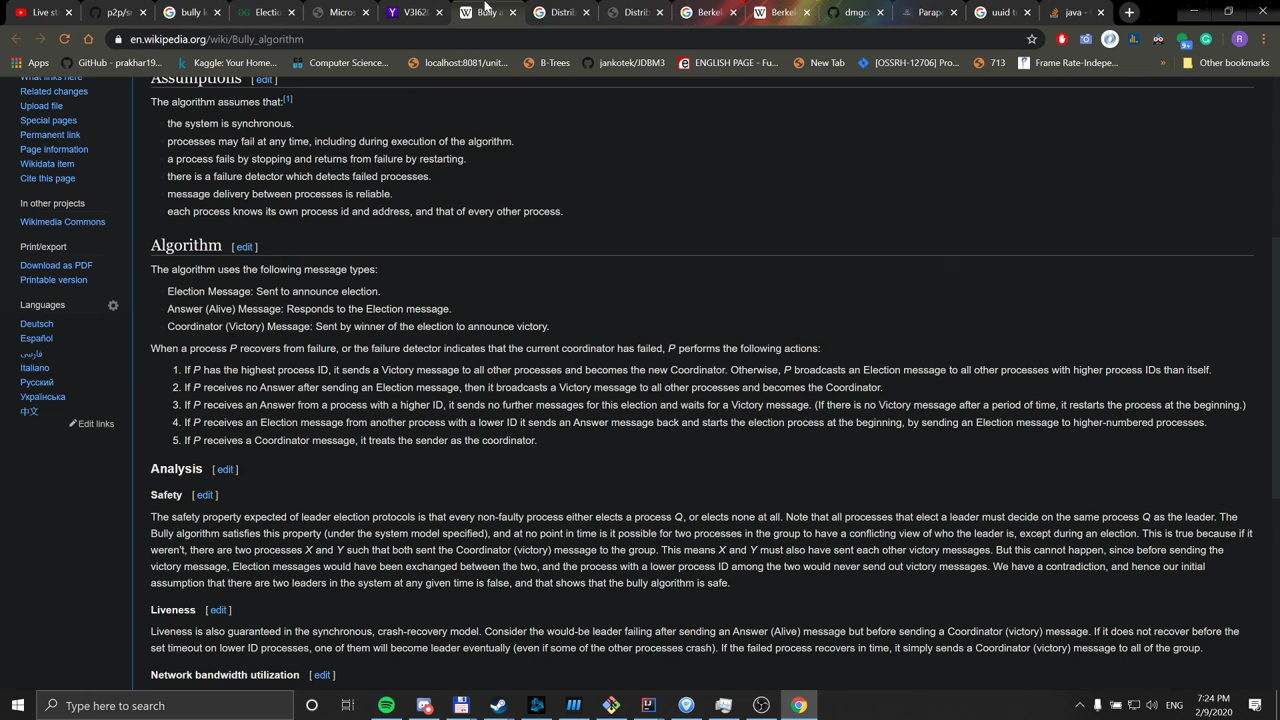 Live st
p2p/s
bully l
Electio
Micros
V3I62
Bully a
Distrib
Distrib
Berkel
Berkel
dmgc
Parap
uuid t
java -
en.wikipedia.org/wiki/Bully_algorithm
9+
R
GitHub - prakhar19...
Kaggle: Your Home...
Computer Science...
localhost:8081/unit...
B-Trees
jankotek/JDBM3
ENGLISH PAGE - Fu...
New Tab
[OSSRH-12706] [Pro...
713
Frame Rate-Indepe...
»
Other bookmarks
What links here
Related changes
Upload file
Special pages
Permanent link
Page information
Wikidata item
Cite this page
In other projects
Wikimedia Commons
Print/export
Download as PDF
Printable version
Languages
Deutsch
Español
فارسی
Italiano
Русский
Українська
中文
Edit links
Assumptions [ edit ]
The algorithm assumes that:[1]
the system is synchronous.
processes may fail at any time, including during execution of the algorithm.
a process fails by stopping and returns from failure by restarting.
there is a failure detector which detects failed processes.
message delivery between processes is reliable.
each process knows its own process id and address, and that of every other process.
Algorithm [ edit ]
The algorithm uses the following message types:
Election Message: Sent to announce election.
Answer (Alive) Message: Responds to the Election message.
Coordinator (Victory) Message: Sent by winner of the election to announce victory.
When a process P recovers from failure, or the failure detector indicates that the current coordinator has failed, P performs the following actions:
1. If P has the highest process ID, it sends a Victory message to all other processes and becomes the new Coordinator. Otherwise, P broadcasts an Election message to all other processes with higher process IDs than itself.
2. If P receives no Answer after sending an Election message, then it broadcasts a Victory message to all other processes and becomes the Coordinator.
3. If P receives an Answer from a process with a higher ID, it sends no further messages for this election and waits for a Victory message. (If there is no Victory message after a period of time, it restarts the process at the beginning.)
4. If P receives an Election message from another process with a lower ID it sends an Answer message back and starts the election process at the beginning, by sending an Election message to higher-numbered processes.
5. If P receives a Coordinator message, it treats the sender as the coordinator.
Analysis [ edit ]
Safety [ edit ]
The safety property expected of leader election protocols is that every non-faulty process either elects a process Q, or elects none at all. Note that all processes that elect a leader must decide on the same process Q as the leader. The
Bully algorithm satisfies this property (under the system model specified), and at no point in time is it possible for two processes in the group to have a conflicting view of who the leader is, except during an election. This is true because if it
weren't, there are two processes X and Y such that both sent the Coordinator (victory) message to the group. This means X and Y must also have sent each other victory messages. But this cannot happen, since before sending the
victory message, Election messages would have been exchanged between the two, and the process with a lower process ID among the two would never send out victory messages. We have a contradiction, and hence our initial
assumption that there are two leaders in the system at any given time is false, and that shows that the bully algorithm is safe.
Liveness [ edit ]
Liveness is also guaranteed in the synchronous, crash-recovery model. Consider the would-be leader failing after sending an Answer (Alive) message but before sending a Coordinator (victory) message. If it does not recover before the
set timeout on lower ID processes, one of them will become leader eventually (even if some of the other processes crash). If the failed process recovers in time, it simply sends a Coordinator (victory) message to all of the group.
Network bandwidth utilization [ edit ]
Type here to search
ENG
7:24 PM
2/9/2020